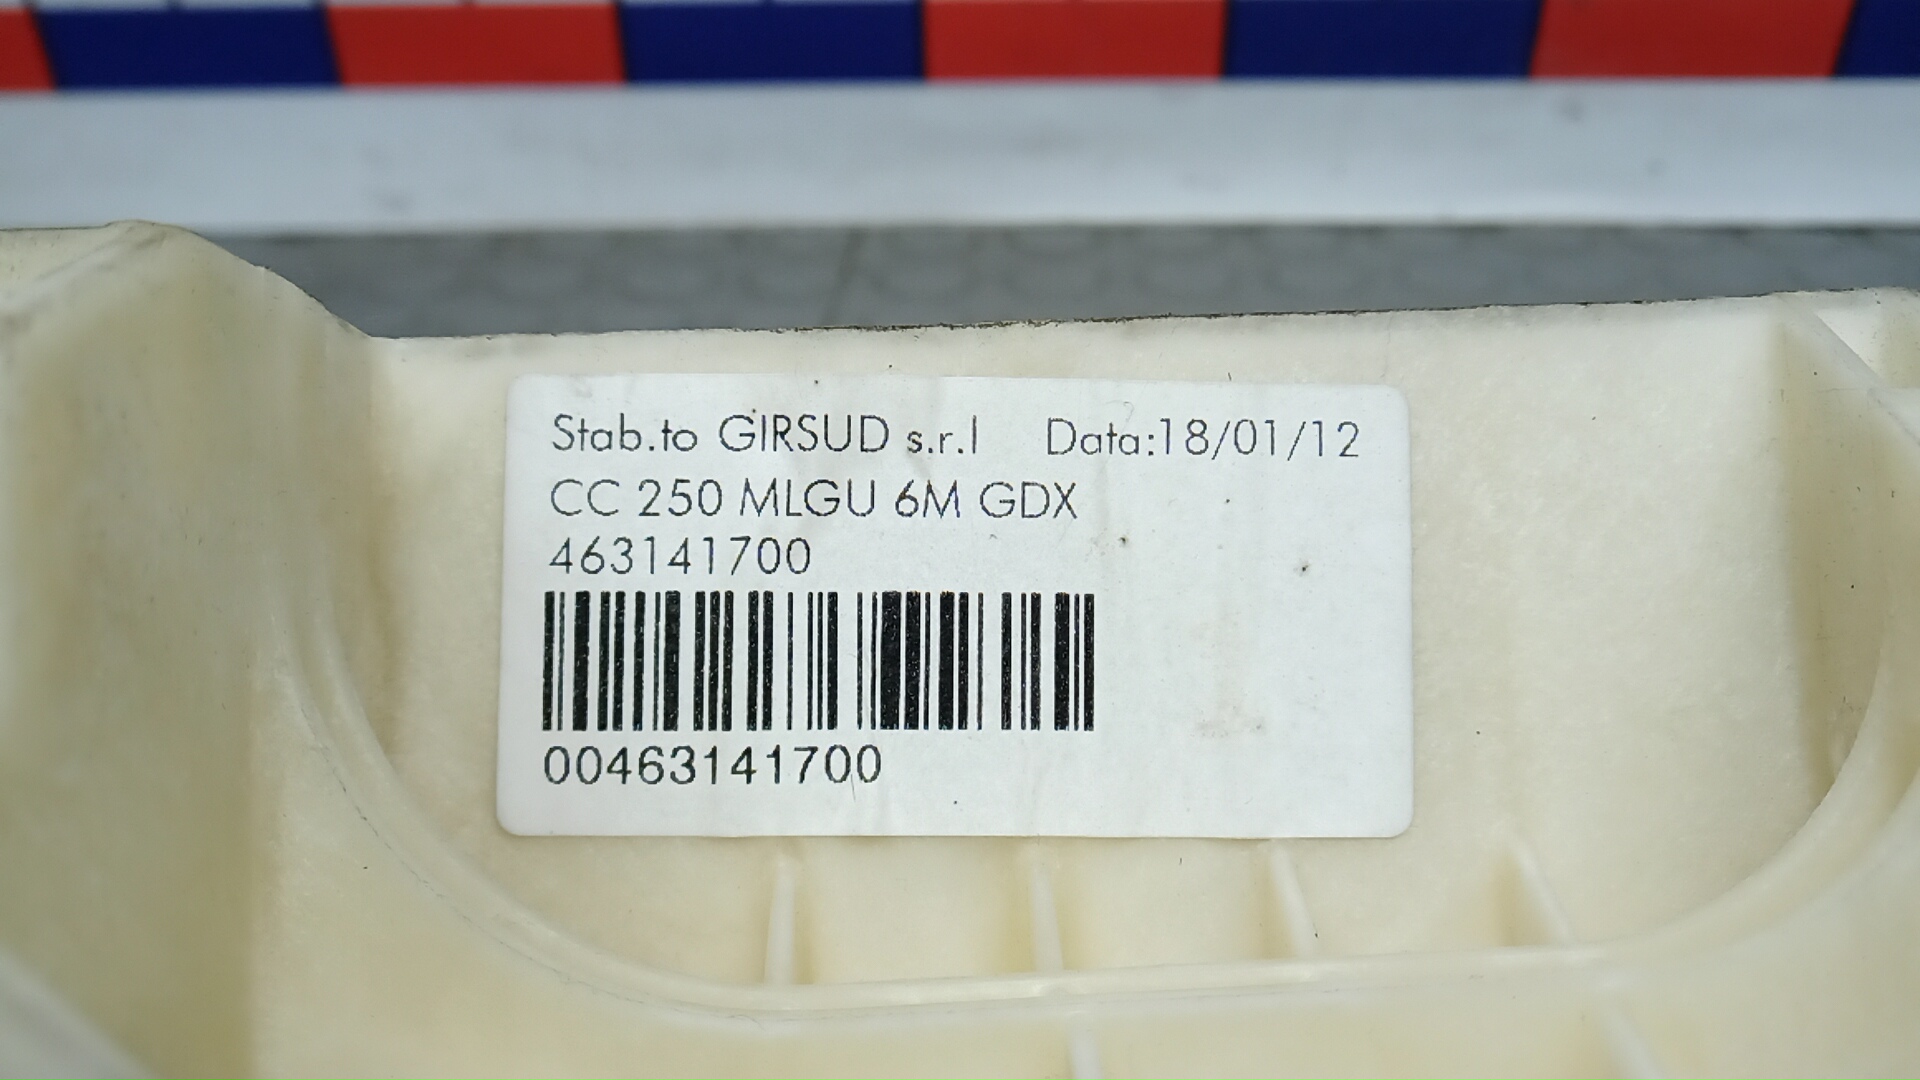 Stab.to GIRSUD s.r.l Data:18/01/12
CC 250 MLGU 6M GDX
463141700
00463141700